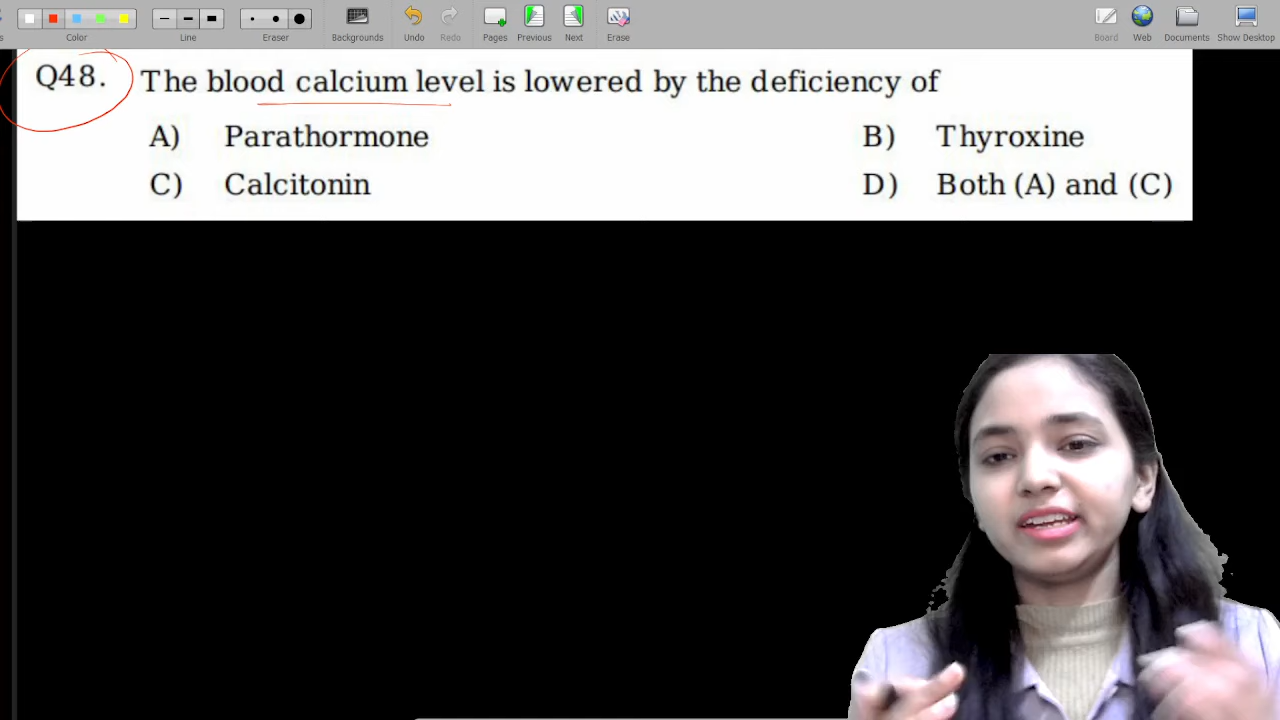 Color Line Eraser Backgrounds Undo Redo Pages Previous Next Erase Board Web Documents Show Desktop
Q48. The blood calcium level is lowered by the deficiency of
A) Parathormone B) Thyroxine
C) Calcitonin D) Both (A) and (C)